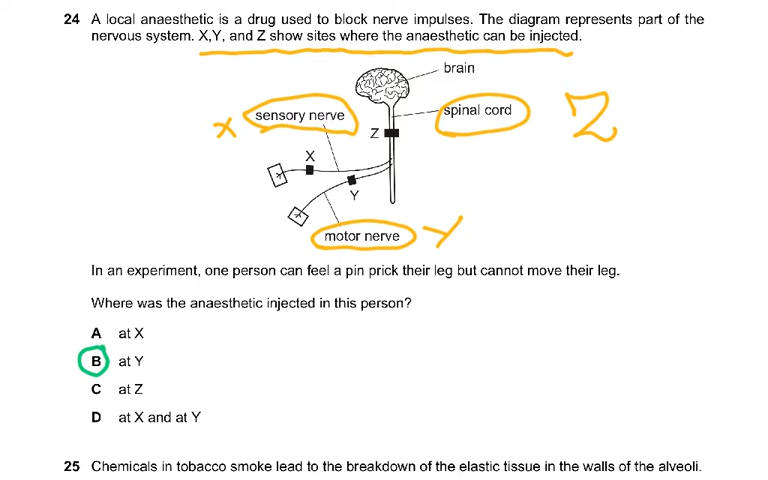 24 A local anaesthetic is a drug used to block nerve impulses. The diagram represents part of the
nervous system. X,Y, and Z show sites where the anaesthetic can be injected.
brain
X sensory nerve
spinal cord Z
Z
X
Y
motor nerve Y
In an experiment, one person can feel a pin prick their leg but cannot move their leg.
Where was the anaesthetic injected in this person?
A at X
B at Y
C at Z
D at X and at Y
25 Chemicals in tobacco smoke lead to the breakdown of the elastic tissue in the walls of the alveoli.